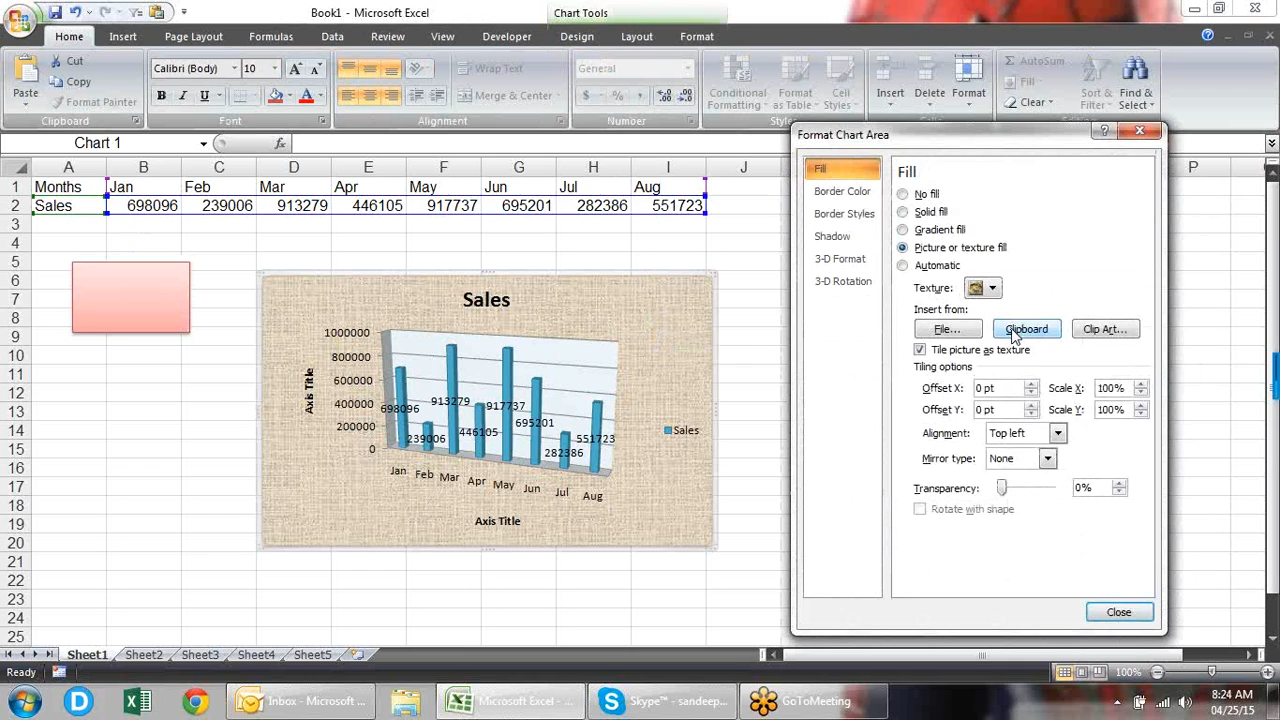 Book1 - Microsoft Excel
Chart Tools
Home Insert Page Layout Formulas Data Review View Developer Design Layout Format
Paste
Cut
Copy
Format Painter
Clipboard
Calibri (Body) 10
B I U
Font
Wrap Text
Merge & Center
Alignment
General
$ % ,
Number
Conditional Formatting
Format as Table
Cell Styles
Styles
Insert Delete Format
Cells
AutoSum
Fill
Clear
Sort & Filter
Find & Select
Chart 1
fx
A B C D E F G H I J P
1 Months Jan Feb Mar Apr May Jun Jul Aug
2 Sales 698096 239006 913279 446105 917737 695201 282386 551723
3
4
5
6
7
8
9
10
11
12
13
14
15
16
17
18
19
20
21
22
23
24
25
Sales
1000000
800000
600000
400000
200000
0
Axis Title
698096
239006
913279
446105
917737
695201
282386
551723
Jan Feb Mar Apr May Jun Jul Aug
Axis Title
Sales
Format Chart Area
Fill
Border Color
Border Styles
Shadow
3-D Format
3-D Rotation
Fill
No fill
Solid fill
Gradient fill
Picture or texture fill
Automatic
Texture:
Insert from:
File... Clipboard Clip Art...
Tile picture as texture
Tiling options
Offset X: 0 pt Scale X: 100%
Offset Y: 0 pt Scale Y: 100%
Alignment: Top left
Mirror type: None
Transparency: 0%
Rotate with shape
Close
Sheet1 Sheet2 Sheet3 Sheet4 Sheet5
Ready
100%
Inbox - Microsoft ...
Microsoft Excel - ...
Skype™ - sandeep...
GoToMeeting
8:24 AM
04/25/15